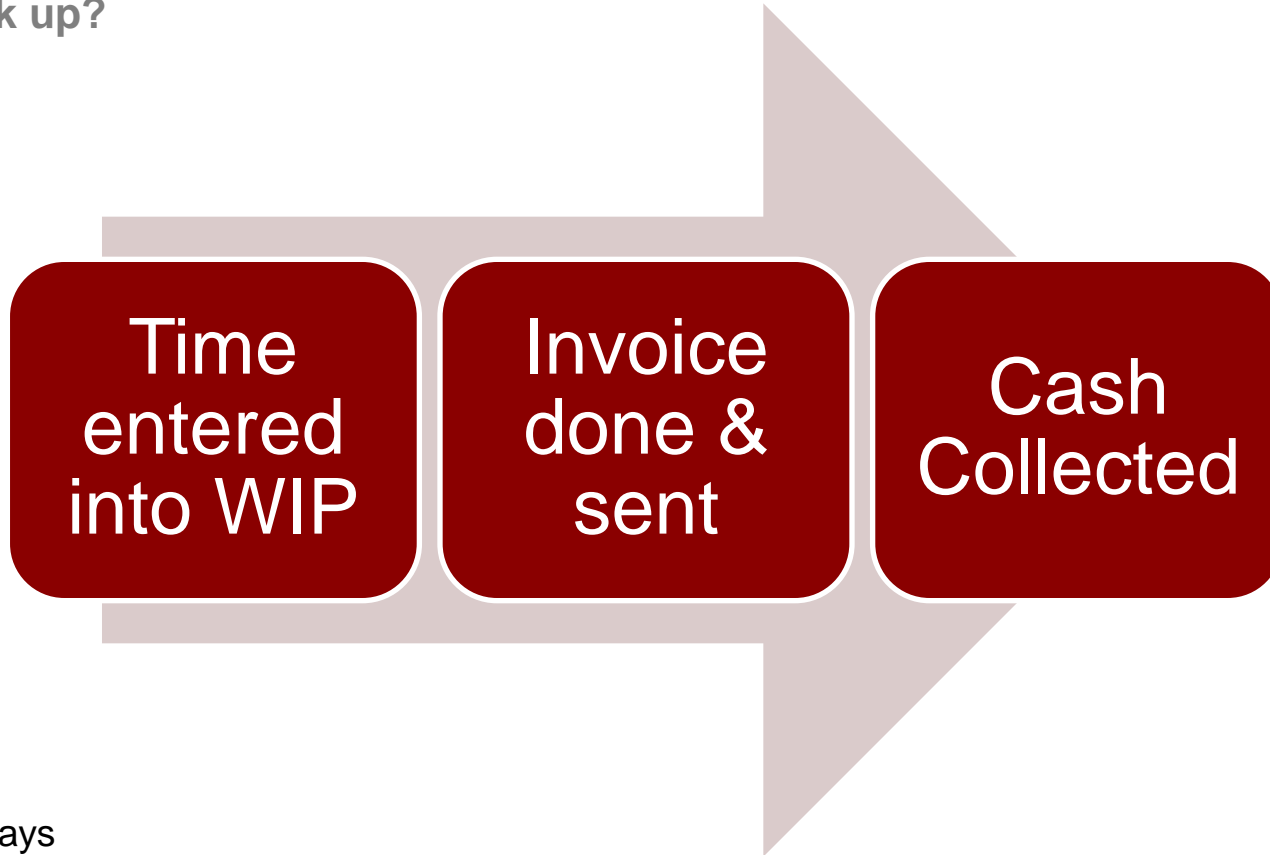 k up?
Time
entered
into WIP
Invoice
done &
sent
Cash
Collected
ays